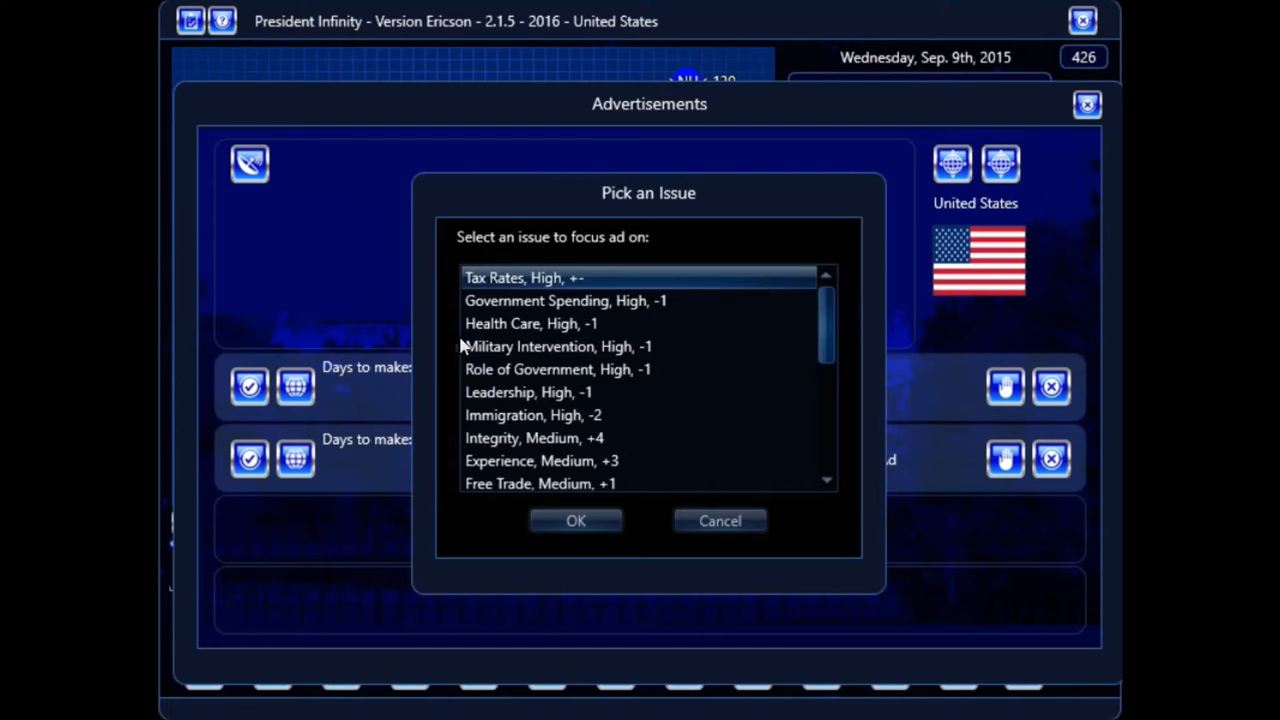 President Infinity - Version Ericson - 2.1.5 - 2016 - United States
Wednesday, Sep. 9th, 2015
426
Advertisements
United States
Pick an Issue
Select an issue to focus ad on:
Tax Rates, High, +-
Government Spending, High, -1
Health Care, High, -1
Military Intervention, High, -1
Role of Government, High, -1
Leadership, High, -1
Immigration, High, -2
Integrity, Medium, +4
Experience, Medium, +3
Free Trade, Medium, +1
Days to make:
Days to make:
OK
Cancel